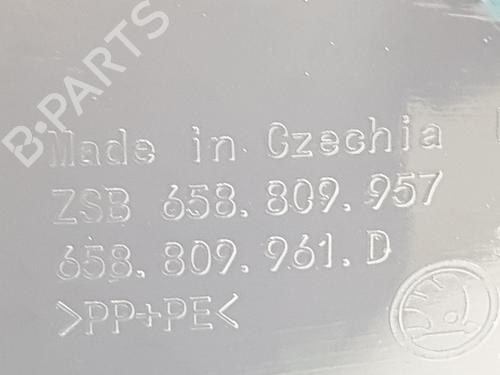 B-PARTS
Made in Czechia
ZSB 658.809.957
658.809.961.D
>PP+PE<